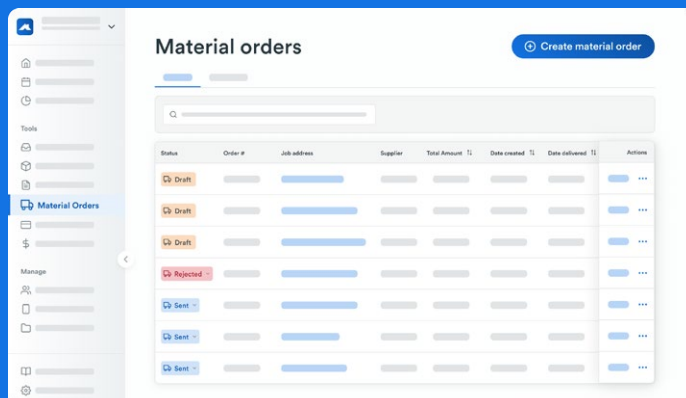 Material orders
Create material order
Tools
Material Orders
Manage
Status Order # Job address Supplier Total Amount Date created Date delivered Actions
Draft
Draft
Draft
Rejected
Sent
Sent
Sent